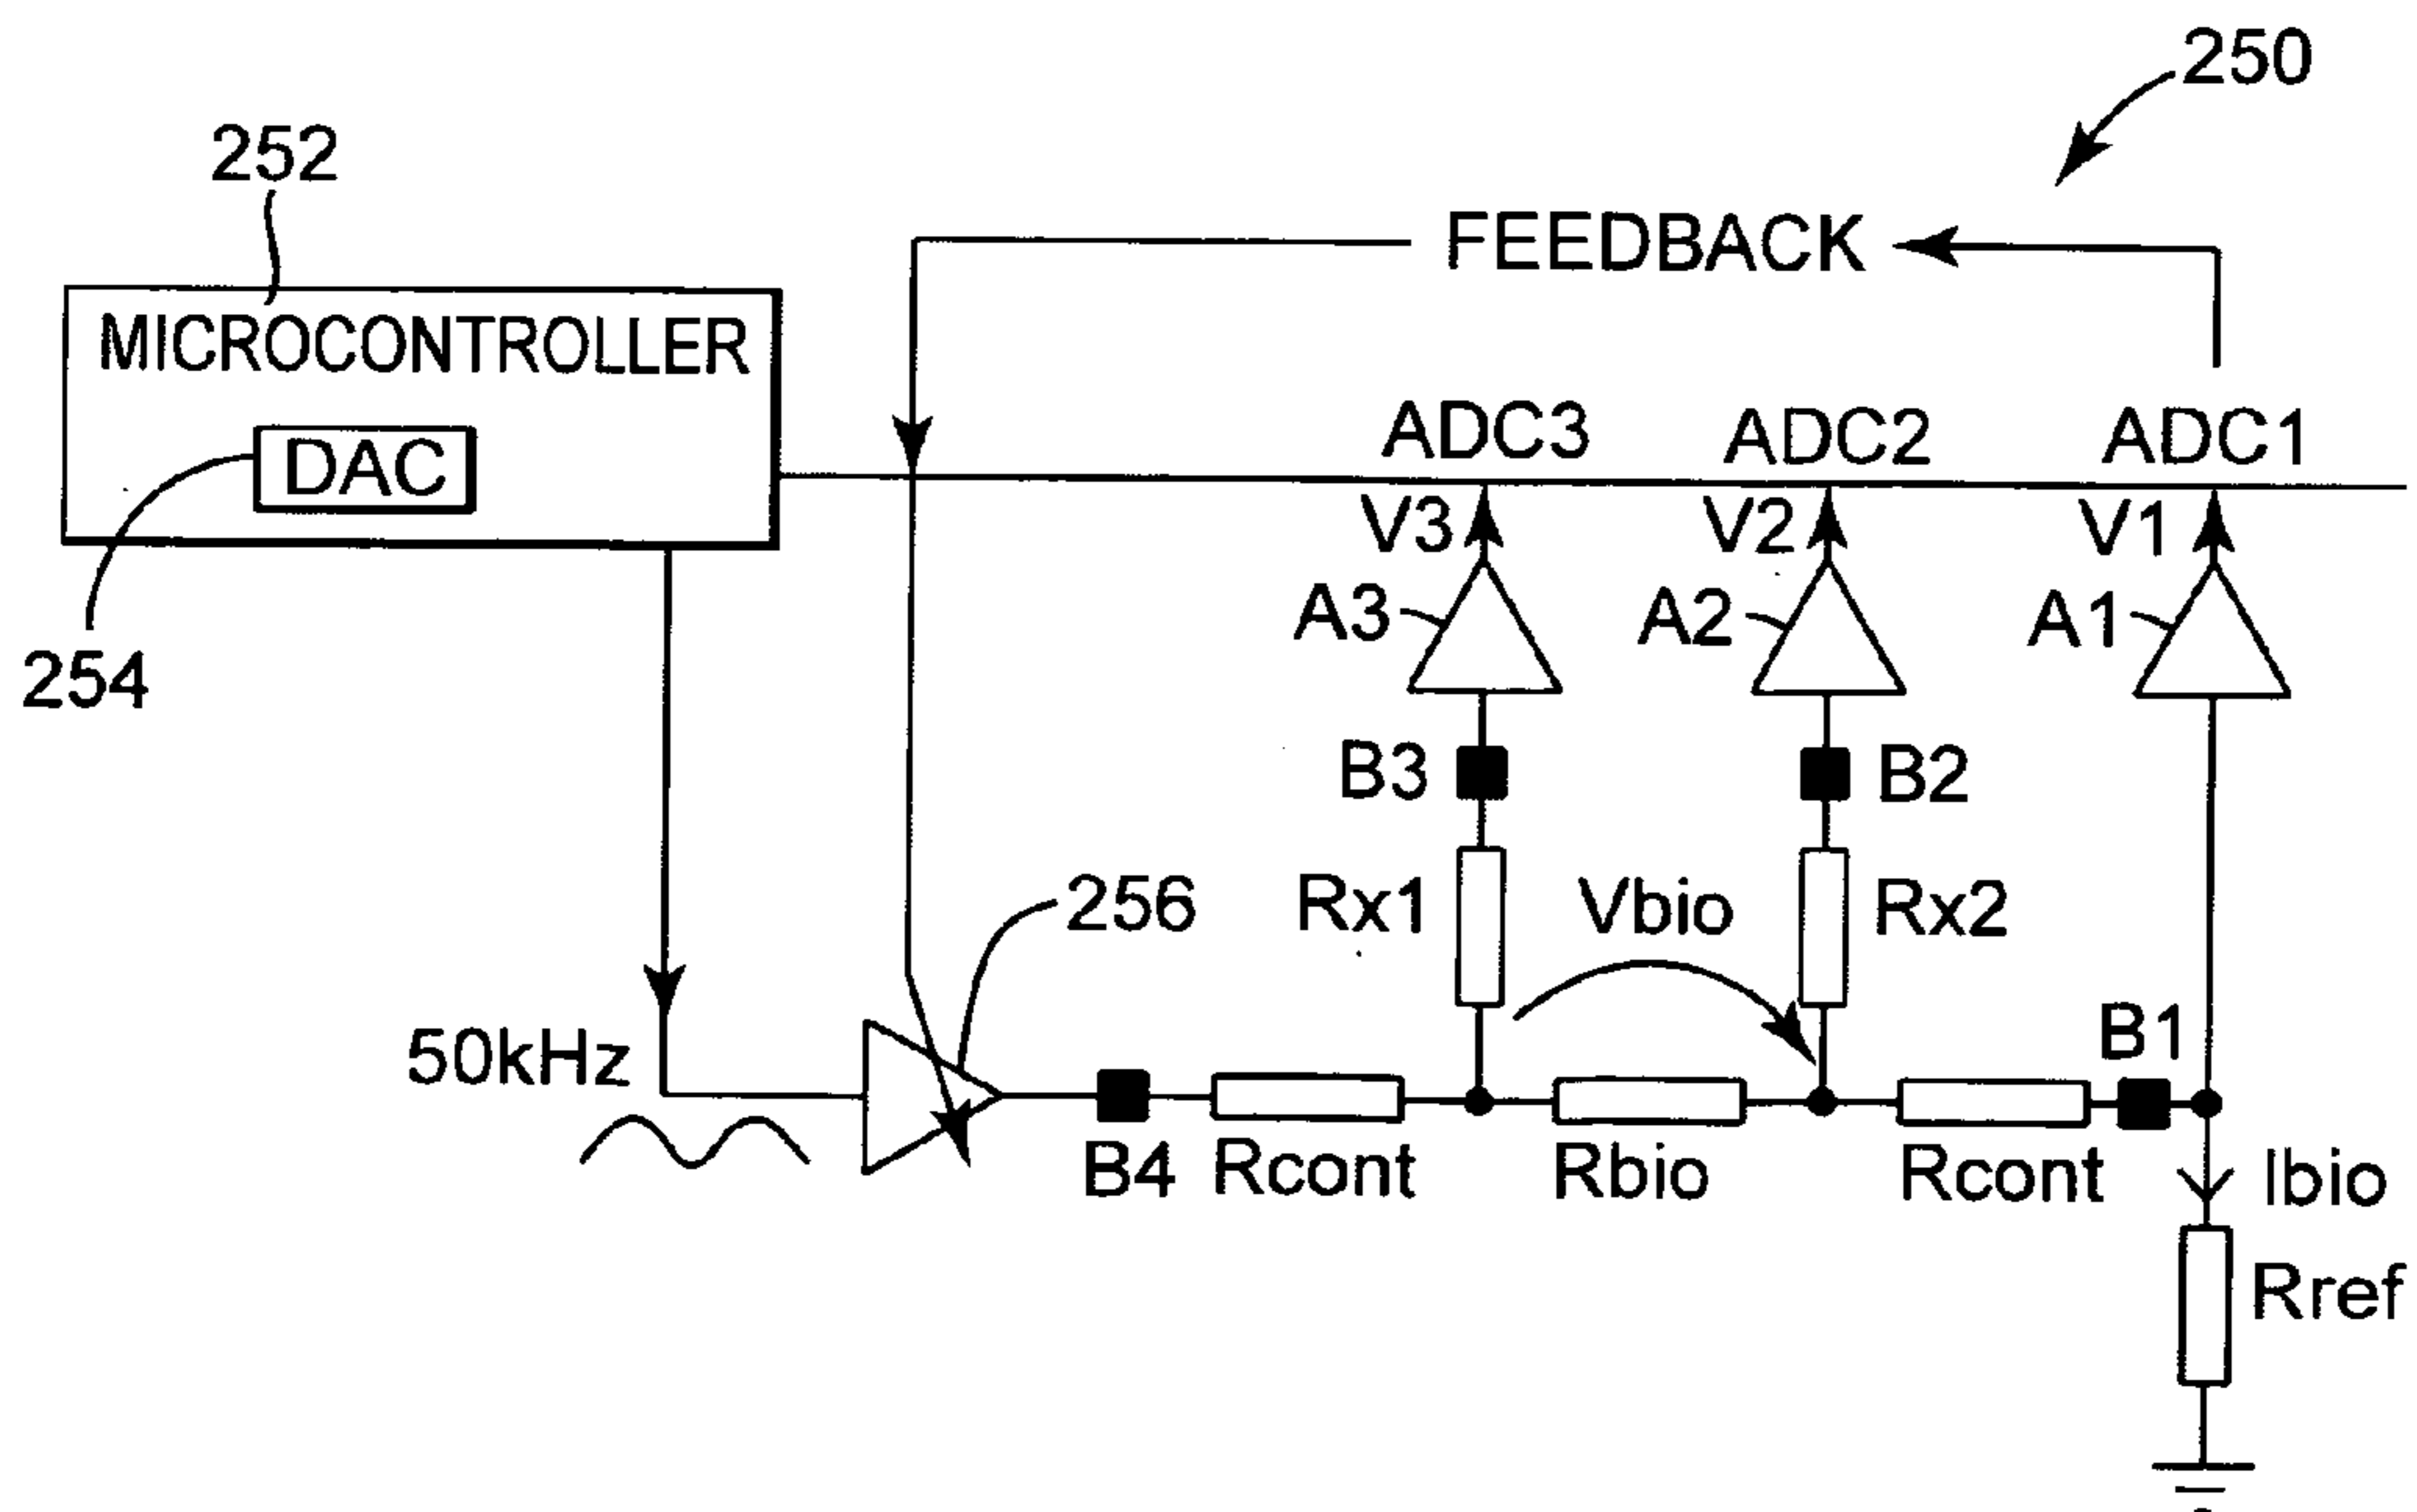 250
252
FEEDBACK
MICROCONTROLLER
DAC
ADC3 ADC2 ADC1
V3 V2 V1
A3 A2 A1
254
B3 B2
256
Rx1 Vbio Rx2
50kHz
B1
B4 Rcont Rbio Rcont Ibio
Rref